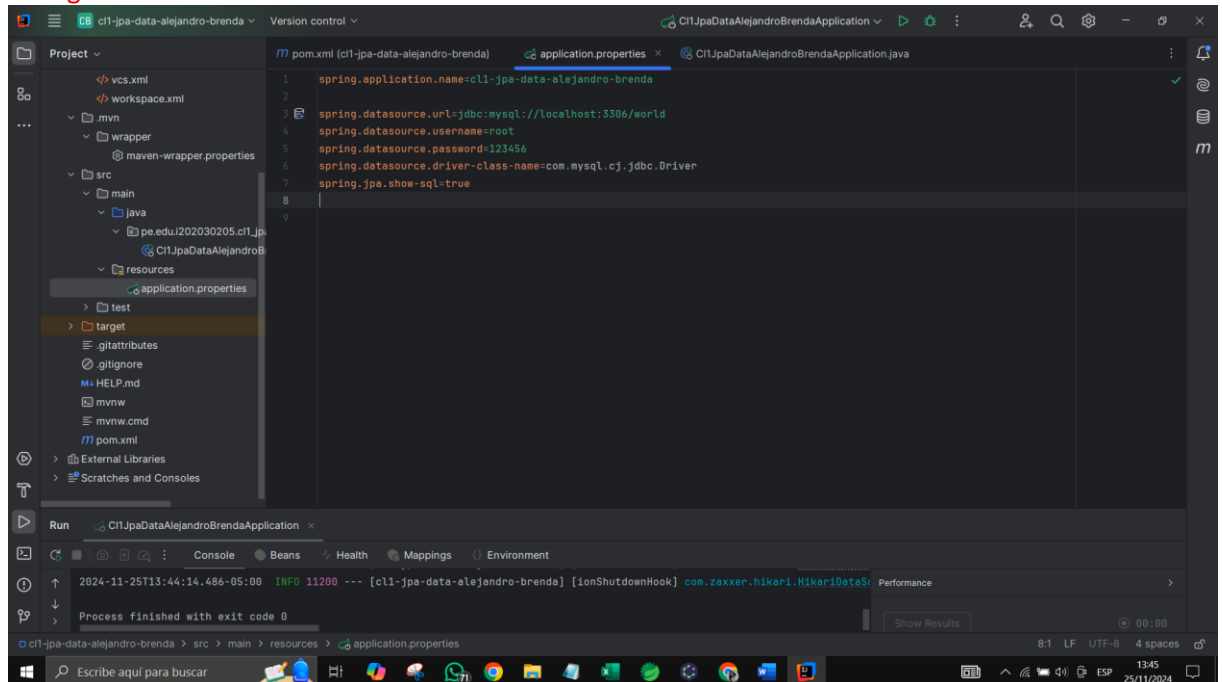 CB cl1-jpa-data-alejandro-brenda Version control Cl1JpaDataAlejandroBrendaApplication
Project
m pom.xml (cl1-jpa-data-alejandro-brenda) application.properties Cl1JpaDataAlejandroBrendaApplication.java
vcs.xml
workspace.xml
.mvn
wrapper
maven-wrapper.properties
src
main
java
pe.edu.i202030205.cl1_jp
Cl1JpaDataAlejandroB
resources
application.properties
test
target
.gitattributes
.gitignore
M↓ HELP.md
mvnw
mvnw.cmd
m pom.xml
External Libraries
Scratches and Consoles
1 spring.application.name=cl1-jpa-data-alejandro-brenda
2
3 spring.datasource.url=jdbc:mysql://localhost:3306/world
4 spring.datasource.username=root
5 spring.datasource.password=123456
6 spring.datasource.driver-class-name=com.mysql.cj.jdbc.Driver
7 spring.jpa.show-sql=true
8
9
m
Run Cl1JpaDataAlejandroBrendaApplication
Console Beans Health Mappings Environment
2024-11-25T13:44:14.486-05:00 INFO 11200 --- [cl1-jpa-data-alejandro-brenda] [ionShutdownHook] com.zaxxer.hikari.HikariDataSo
Process finished with exit code 0
Performance
Show Results 00:00
cl1-jpa-data-alejandro-brenda > src > main > resources > application.properties 8:1 LF UTF-8 4 spaces
Escribe aquí para buscar 71 ESP 13:45
25/11/2024